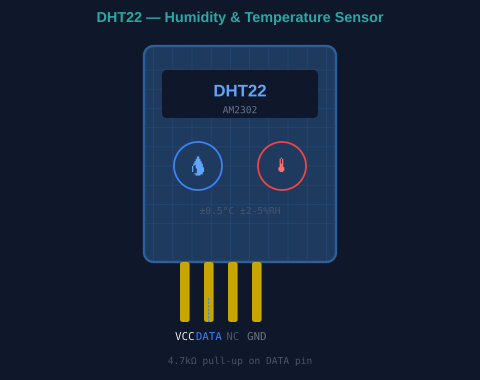 DHT22 — Humidity & Temperature Sensor
DHT22
AM2302
±0.5°C ±2-5%RH
VCC DATA NC GND
4.7kΩ pull-up on DATA pin